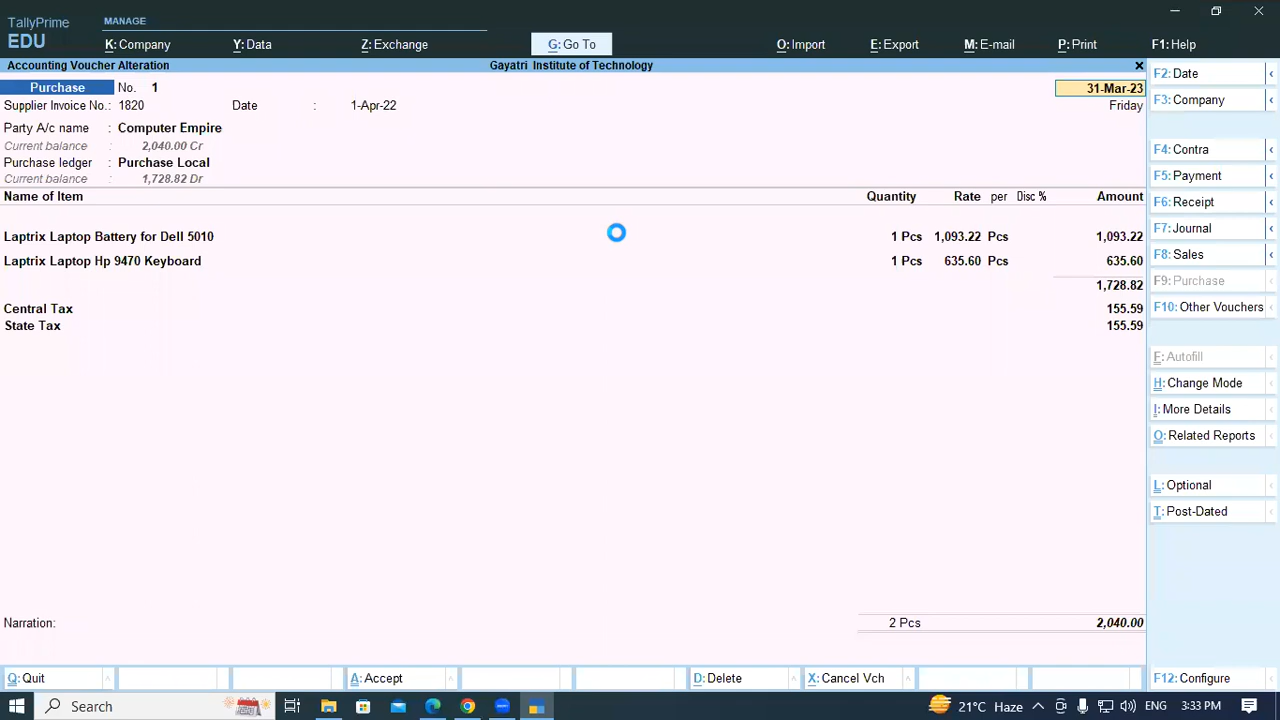 TallyPrime
EDU
MANAGE
K: Company
Y: Data
Z: Exchange
G: Go To
O: Import
E: Export
M: E-mail
P: Print
F1: Help
Accounting Voucher Alteration
Gayatri Institute of Technology
×
Purchase No. 1
31-Mar-23
Supplier Invoice No.: 1820 Date : 1-Apr-22
Friday
Party A/c name : Computer Empire
Current balance : 2,040.00 Cr
Purchase ledger : Purchase Local
Current balance : 1,728.82 Dr
Name of Item Quantity Rate per Disc % Amount
Laptrix Laptop Battery for Dell 5010 1 Pcs 1,093.22 Pcs 1,093.22
Laptrix Laptop Hp 9470 Keyboard 1 Pcs 635.60 Pcs 635.60
1,728.82
Central Tax 155.59
State Tax 155.59
Narration: 2 Pcs 2,040.00
F2: Date
F3: Company
F4: Contra
F5: Payment
F6: Receipt
F7: Journal
F8: Sales
F9: Purchase
F10: Other Vouchers
F: Autofill
H: Change Mode
I: More Details
O: Related Reports
L: Optional
T: Post-Dated
Q: Quit
A: Accept
D: Delete
X: Cancel Vch
F12: Configure
Search
21°C Haze
ENG
3:33 PM